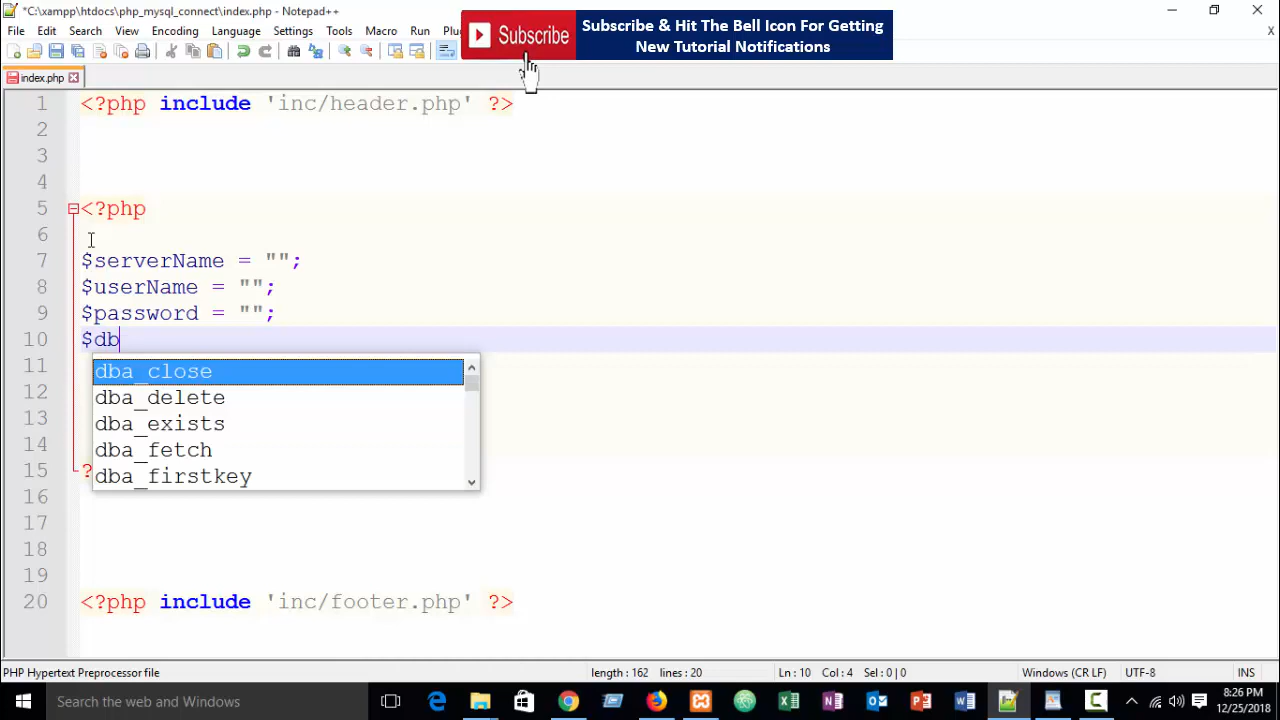 *C:\xampp\htdocs\php_mysql_connect\index.php - Notepad++
File Edit Search View Encoding Language Settings Tools Macro Run
Subscribe
Subscribe & Hit The Bell Icon For Getting
New Tutorial Notifications
X
index.php
1 <?php include 'inc/header.php' ?>
2
3
4
5 <?php
6
7 $serverName = "";
8 $userName = "";
9 $password = "";
10 $db
11 dba_close
12 dba_delete
13 dba_exists
14 dba_fetch
15 ? dba_firstkey
16
17
18
19
20 <?php include 'inc/footer.php' ?>
PHP Hypertext Preprocessor file length : 162 lines : 20 Ln : 10 Col : 4 Sel : 0 | 0 Windows (CR LF) UTF-8 INS
Search the web and Windows
8:26 PM
12/25/2018